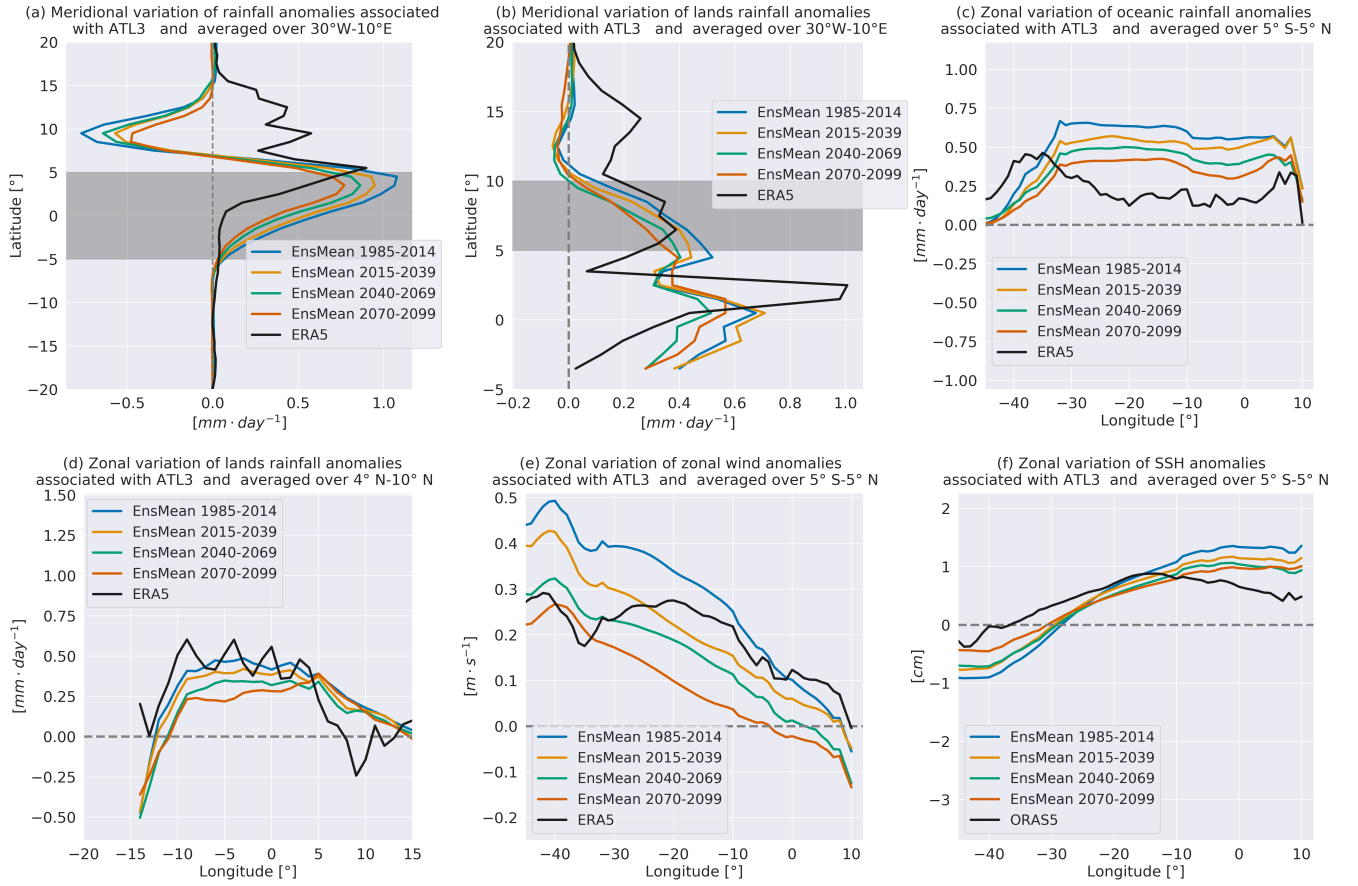 (a) Meridional variation of rainfall anomalies associated
with ATL3 and averaged over 30°W-10°E
20
15
10
5
0
−5
−10
−15
−20
Latitude [°]
−0.5
0.0
0.5
1.0
[mm · day⁻¹]
EnsMean 1985-2014
EnsMean 2015-2039
EnsMean 2040-2069
EnsMean 2070-2099
ERA5
(b) Meridional variation of lands rainfall anomalies
associated with ATL3 and averaged over 30°W-10°E
20
15
10
5
0
−5
Latitude [°]
−0.2
0.0
0.2
0.4
0.6
0.8
1.0
[mm · day⁻¹]
EnsMean 1985-2014
EnsMean 2015-2039
EnsMean 2040-2069
EnsMean 2070-2099
ERA5
(c) Zonal variation of oceanic rainfall anomalies
associated with ATL3 and averaged over 5° S-5° N
1.00
0.75
0.50
0.25
0.00
−0.25
−0.50
−0.75
−1.00
[mm · day⁻¹]
−40
−30
−20
−10
0
10
Longitude [°]
EnsMean 1985-2014
EnsMean 2015-2039
EnsMean 2040-2069
EnsMean 2070-2099
ERA5
(d) Zonal variation of lands rainfall anomalies
associated with ATL3 and averaged over 4° N-10° N
1.50
1.25
1.00
0.75
0.50
0.25
0.00
−0.25
−0.50
[mm · day⁻¹]
−20
−15
−10
−5
0
5
10
15
Longitude [°]
EnsMean 1985-2014
EnsMean 2015-2039
EnsMean 2040-2069
EnsMean 2070-2099
ERA5
(e) Zonal variation of zonal wind anomalies
associated with ATL3 and averaged over 5° S-5° N
0.5
0.4
0.3
0.2
0.1
0.0
−0.1
−0.2
[m · s⁻¹]
−40
−30
−20
−10
0
10
Longitude [°]
EnsMean 1985-2014
EnsMean 2015-2039
EnsMean 2040-2069
EnsMean 2070-2099
ERA5
(f) Zonal variation of SSH anomalies
associated with ATL3 and averaged over 5° S-5° N
2
1
0
−1
−2
−3
[cm]
−40
−30
−20
−10
0
10
Longitude [°]
EnsMean 1985-2014
EnsMean 2015-2039
EnsMean 2040-2069
EnsMean 2070-2099
ORAS5